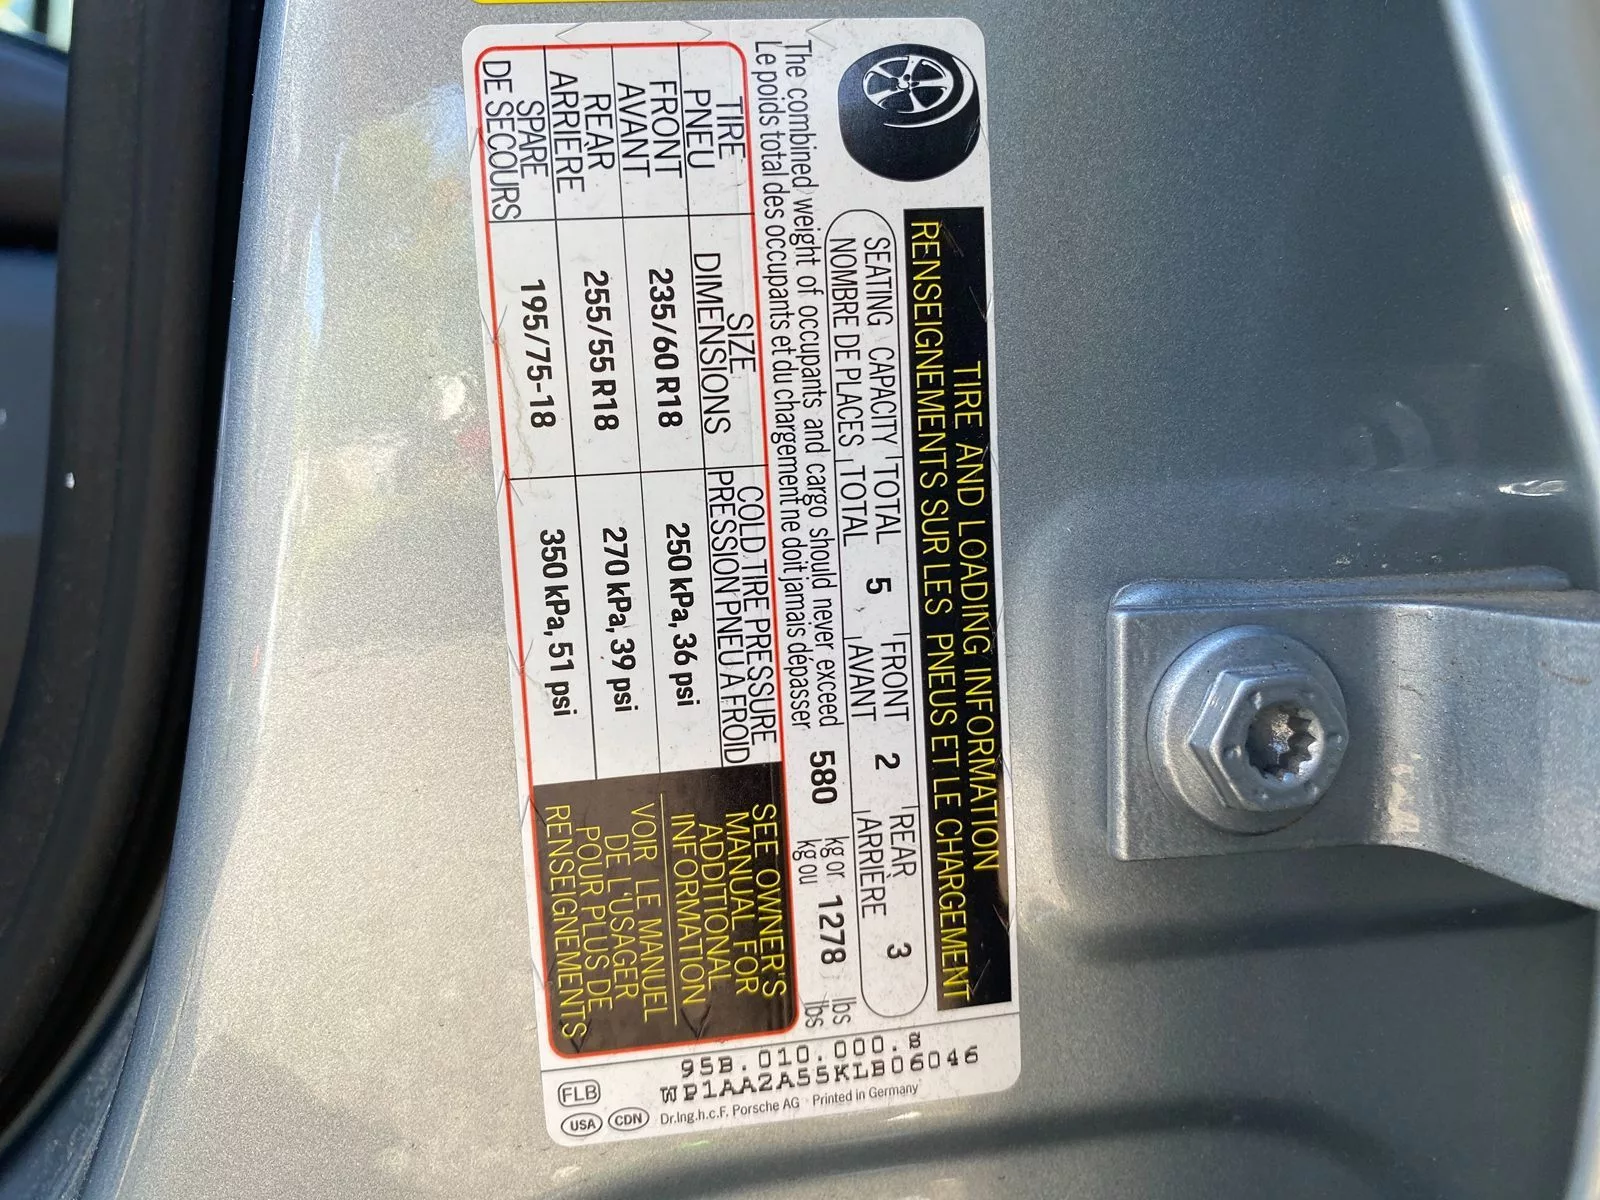 TIRE AND LOADING INFORMATION
RENSEIGNEMENTS SUR LES PNEUS ET LE CHARGEMENT
SEATING CAPACITY TOTAL 5 FRONT 2 REAR 3
NOMBRE DE PLACES TOTAL AVANT ARRIÈRE
The combined weight of occupants and cargo should never exceed 580 kg or 1278 lbs
Le poids total des occupants et du chargement ne doit jamais dépasser kg ou lbs
TIRE SIZE COLD TIRE PRESSURE
PNEU DIMENSIONS PRESSION PNEU A FROID
FRONT 235/60 R18 250 kPa, 36 psi
AVANT
REAR 255/55 R18 270 kPa, 39 psi
ARRIÈRE
SPARE 195/75-18 350 kPa, 51 psi
DE SECOURS
SEE OWNER'S
MANUAL FOR
ADDITIONAL
INFORMATION
VOIR LE MANUEL
DE L'USAGER
POUR PLUS DE
RENSEIGNEMENTS
95B.010.000.8
WP1AA2A55KLB06046
Dr.Ing.h.c.F. Porsche AG Printed in Germany
FLB
USA CDN